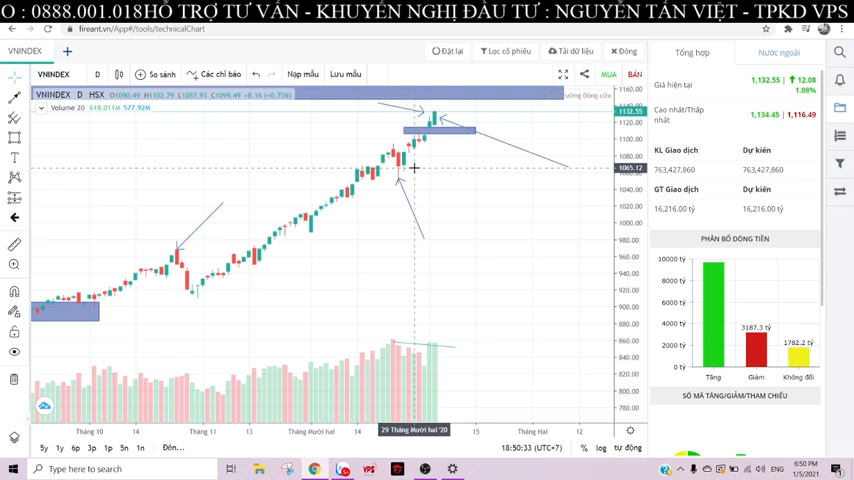 O : 0888.001.018HỖ TRỢ TƯ VẤN - KHUYẾN NGHỊ ĐẦU TƯ : NGUYỄN TẤN VIỆT - TPKD VPS
fireant.vn/App#/tools/technicalChart
VNINDEX
Đặt lại
Lọc cổ phiếu
Tải dữ liệu
Đóng
Tổng hợp
Nước ngoài
VNINDEX D So sánh Các chỉ báo Nạp mẫu Lưu mẫu MUA BÁN
VNINDEX D HSX O1090.49 H1102.79 L1087.93 C1099.49 +8.16 (+0.75%)
Đóng cửa
Volume 20 618.011M 577.92M
1160.00
1132.55
1120.00
1100.00
1080.00
1065.12
1040.00
1020.00
1000.00
980.00
960.00
940.00
920.00
900.00
880.00
860.00
840.00
820.00
800.00
780.00
Giá hiện tại
1,132.55 12.08
1.08%
Cao nhất/Thấp nhất
1,134.45 1,116.49
KL Giao dịch
Dự kiến
763,427,860
763,427,860
GT Giao dịch
Dự kiến
16,216.00 tỷ
16,216.00 tỷ
PHÂN BỔ DÒNG TIỀN
10000 tỷ
8000 tỷ
6000 tỷ
4000 tỷ
2000 tỷ
0 tỷ
3187.3 tỷ
1782.2 tỷ
Tăng
Giảm
Không đổi
SỐ MÃ TĂNG/GIẢM/THAM CHIẾU
Tháng 10 14 Tháng 11 13 Tháng Mười hai 14 29 Tháng Mười hai '20 15 Tháng Hai 12
5y 1y 6p 3p 1p 5n 1n Đến...
18:50:33 (UTC+7)
% log tự động
Type here to search
VPS
6:50 PM
1/5/2021